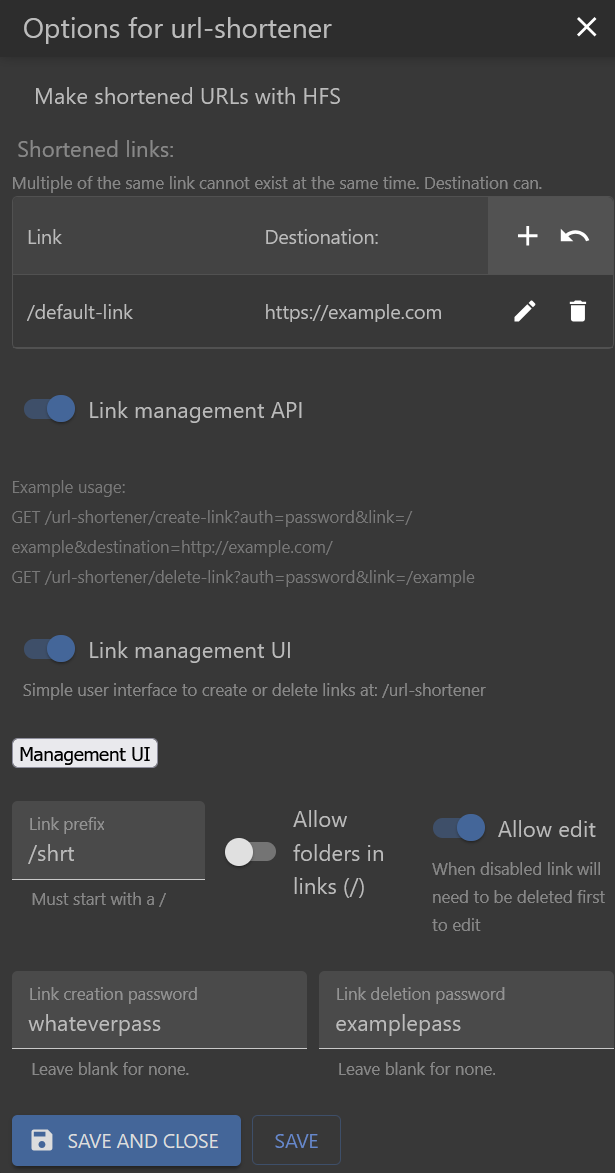 Options for url-shortener
Make shortened URLs with HFS
Shortened links:
Multiple of the same link cannot exist at the same time. Destination can.
Link Destionation:
/default-link https://example.com
Link management API
Example usage:
GET /url-shortener/create-link?auth=password&link=/
example&destination=http://example.com/
GET /url-shortener/delete-link?auth=password&link=/example
Link management UI
Simple user interface to create or delete links at: /url-shortener
Management UI
Link prefix
/shrt
Must start with a /
Allow
folders in
links (/)
Allow edit
When disabled link will
need to be deleted first
to edit
Link creation password
whateverpass
Leave blank for none.
Link deletion password
examplepass
Leave blank for none.
SAVE AND CLOSE
SAVE